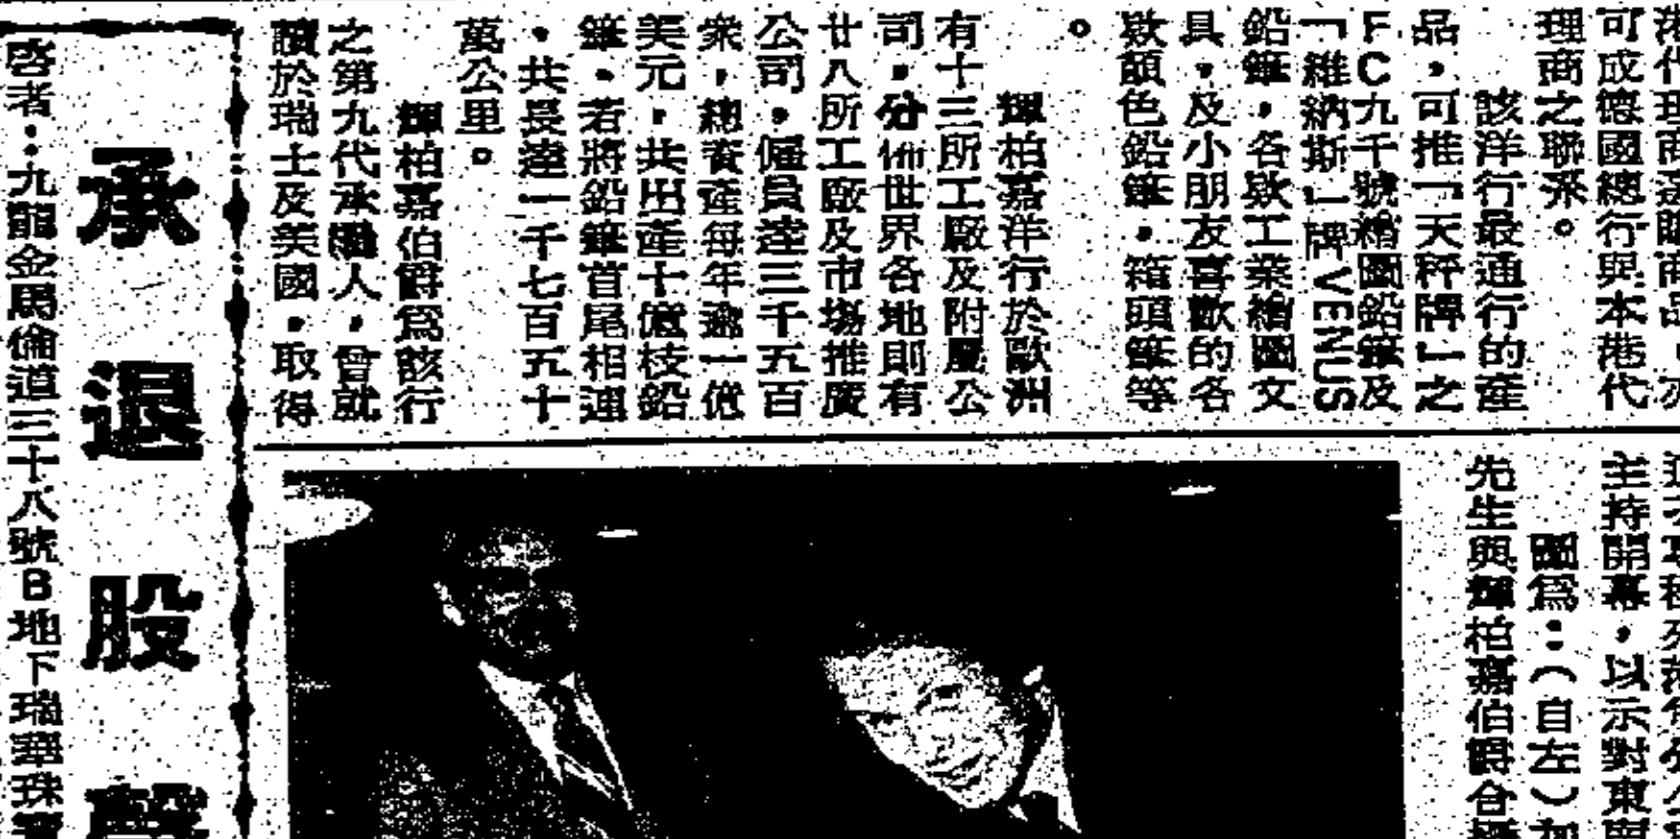 可成德國總行與本港代
理商之聯系。
該洋行最通行的產
品，可推「天秤牌」之
FC九千號繪圖鉛筆及
「維納斯」牌VENUS
鉛筆，各欵工業繪圖文
具，及小朋友喜歡的各
欵顏色鉛筆，箱頭筆等
。
輝柏嘉洋行於歐洲
有十三所工廠及附屬公
司，分佈世界各地則有
廿八所工廠及市塲推廣
公司，僱員達三千五百
衆，總資產每年逾一億
美元，共出產十億枝鉛
筆，若將鉛筆首尾相連
，共長達一千七百五十
萬公里。
輝柏嘉伯爵爲該行
之第九代承繼人，曾就
讀於瑞士及美國，取得
主持開幕，以示對東
圖爲：（自左）
先生與輝柏嘉伯爵合
承退股聲
啓者：九龍金馬倫道三十八號B地下瑞華珠寶